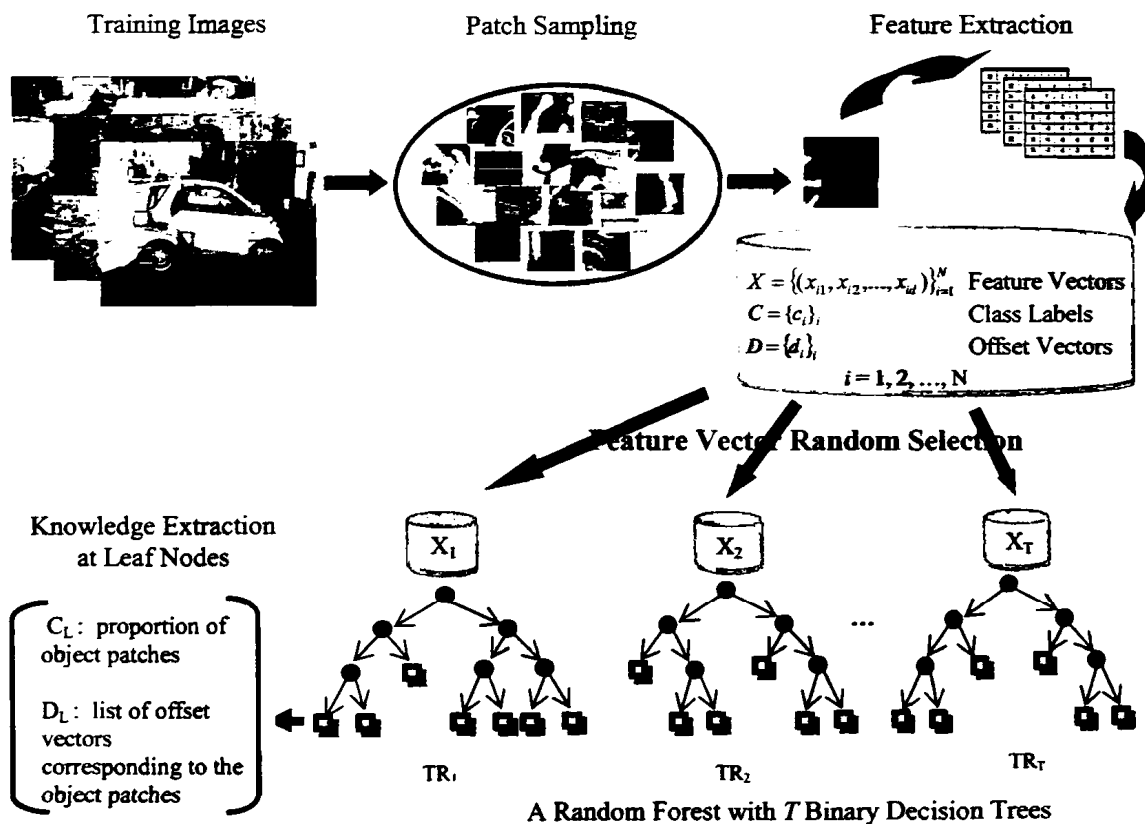 Training Images
Patch Sampling
Feature Extraction
X = {(x_{i1}, x_{i2}, ..., x_{id})}_{i=1}^{N} Feature Vectors
C = {c_i}_i Class Labels
D = {d_i}_i Offset Vectors
i = 1, 2, ..., N
Feature Vector Random Selection
Knowledge Extraction
at Leaf Nodes
X_1
X_2
X_T
...
C_L : proportion of
object patches
D_L : list of offset
vectors
corresponding to the
object patches
TR_1
TR_2
TR_T
A Random Forest with T Binary Decision Trees